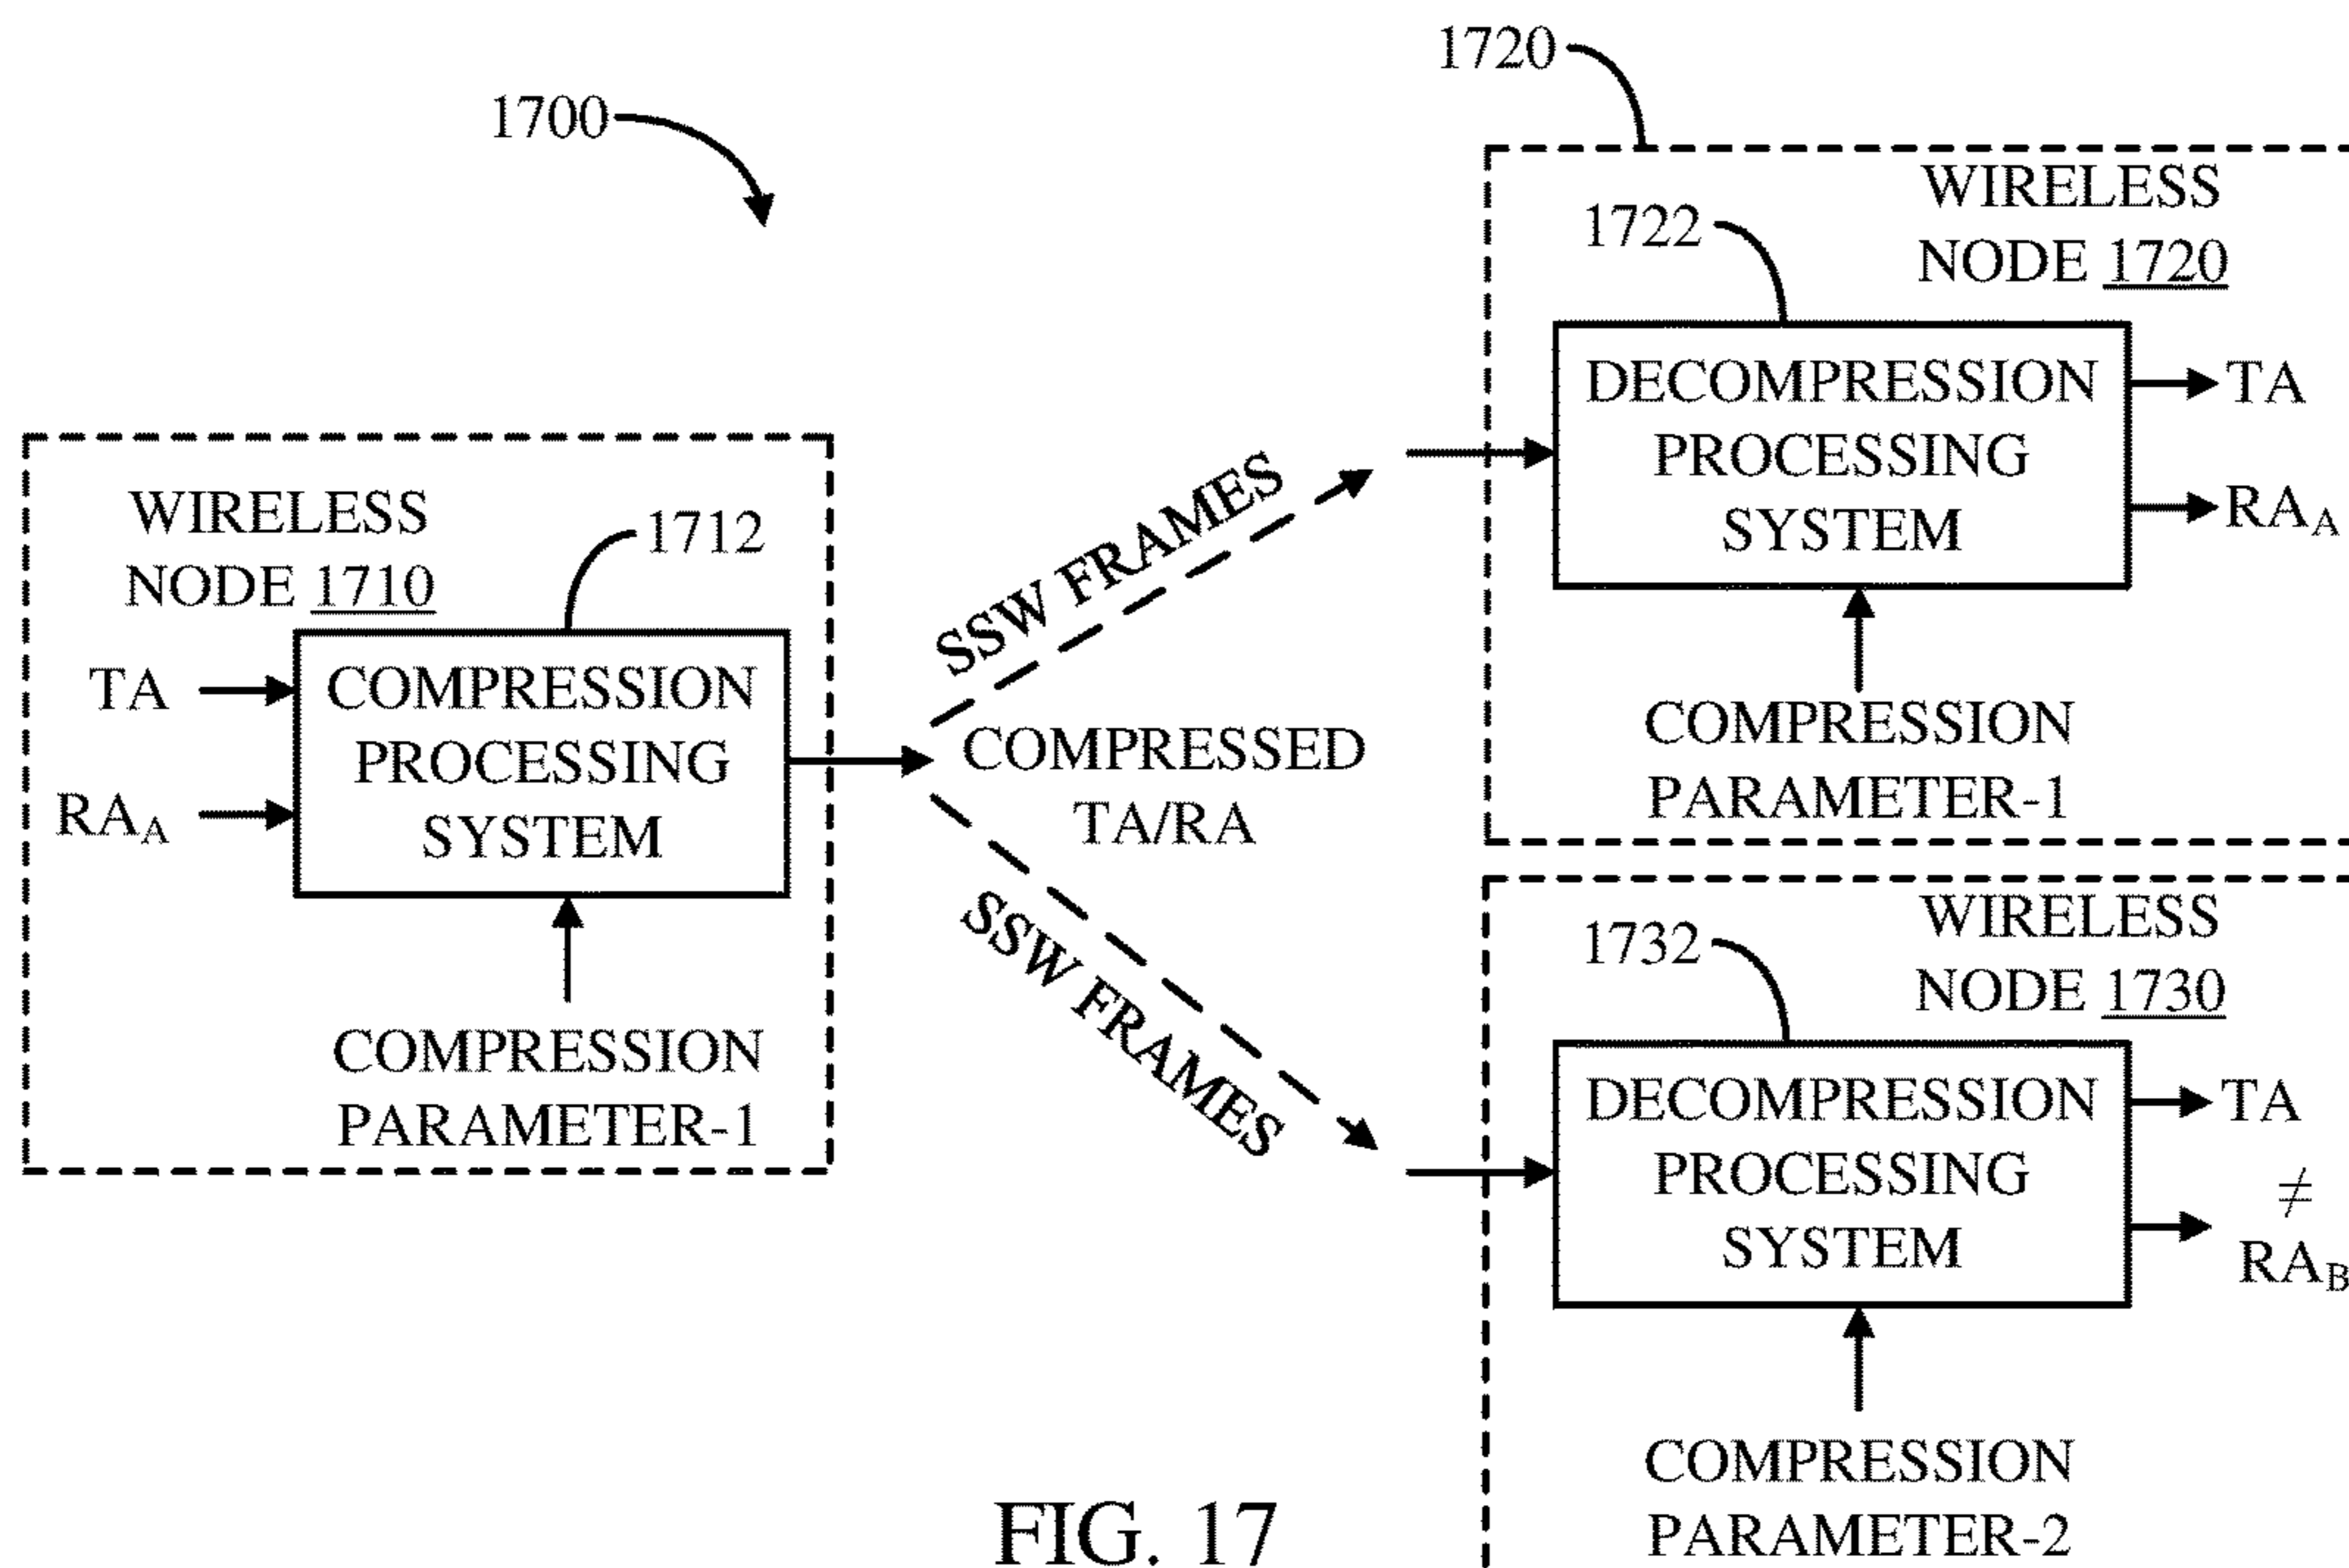 1700
1720
WIRELESS
NODE 1720
1722
DECOMPRESSION
PROCESSING
SYSTEM
TA
RAA
COMPRESSION
PARAMETER-1
WIRELESS
NODE 1710
1712
TA
RAA
COMPRESSION
PROCESSING
SYSTEM
COMPRESSION
PARAMETER-1
SSW FRAMES
COMPRESSED
TA/RA
SSW FRAMES
WIRELESS
NODE 1730
1732
DECOMPRESSION
PROCESSING
SYSTEM
TA
≠
RAB
COMPRESSION
PARAMETER-2
FIG. 17